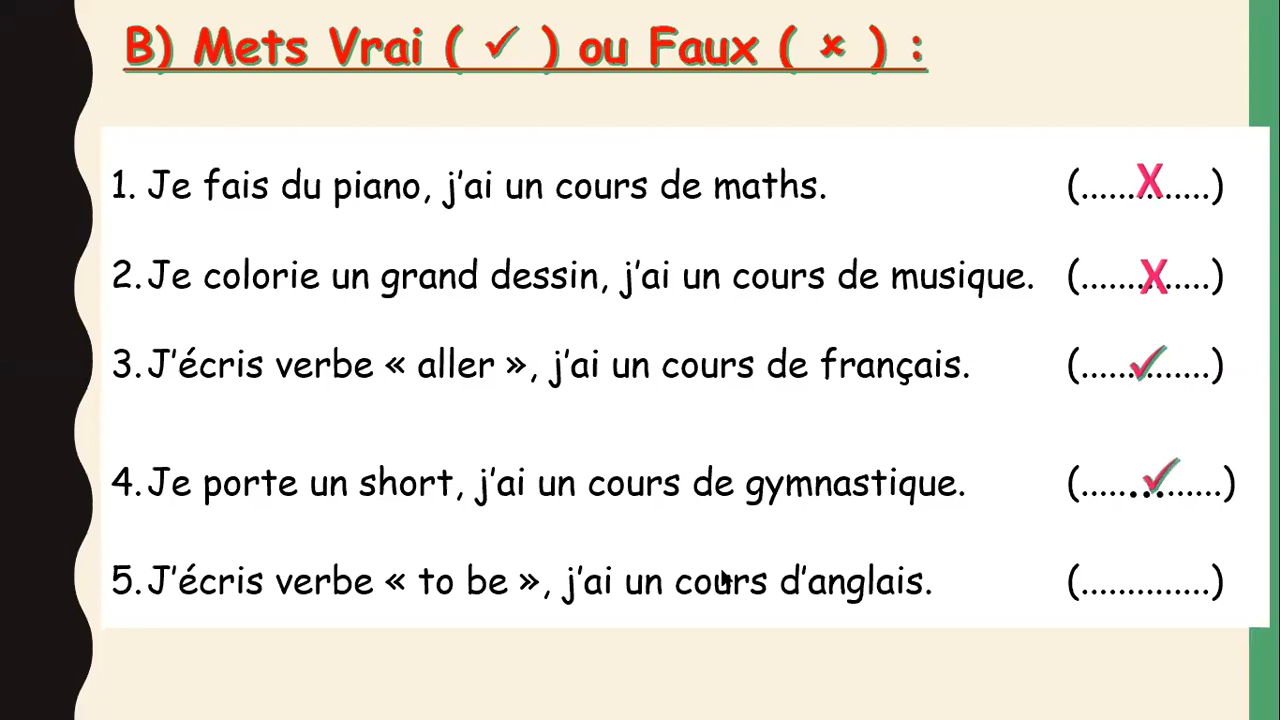 B) Mets Vrai ( ✓ ) ou Faux ( × ) :
1. Je fais du piano, j’ai un cours de maths. (......X......)
2. Je colorie un grand dessin, j’ai un cours de musique. (......X......)
3. J’écris verbe « aller », j’ai un cours de français. (......✓......)
4. Je porte un short, j’ai un cours de gymnastique. (......✓......)
5. J’écris verbe « to be », j’ai un cours d’anglais. (..............)